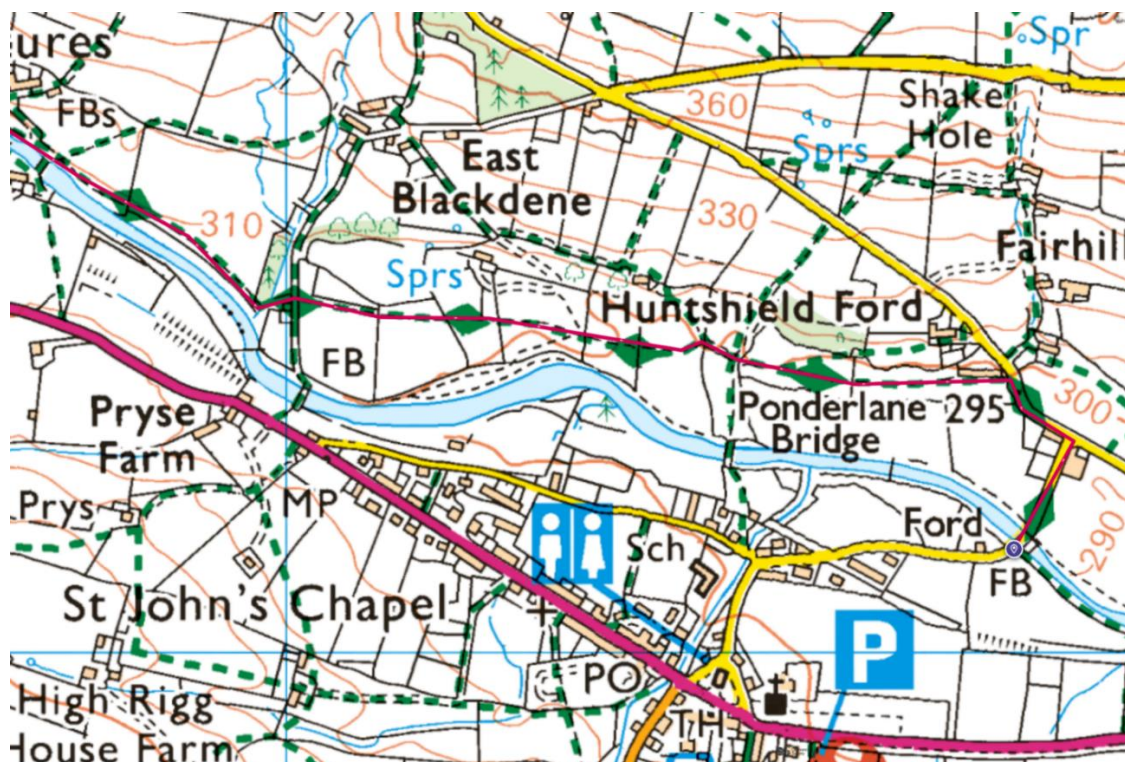 ures
Spr
FBs
360
Shake
Hole
Sprs
East
Blackdene
330
310
Fairhill
Sprs
Huntshield Ford
FB
300
Pryse
Farm
Ponderlane
Bridge
295
Prys
MP
Ford
290
Sch
FB
St John's Chapel
P
PO
High Rigg
House Farm
TH